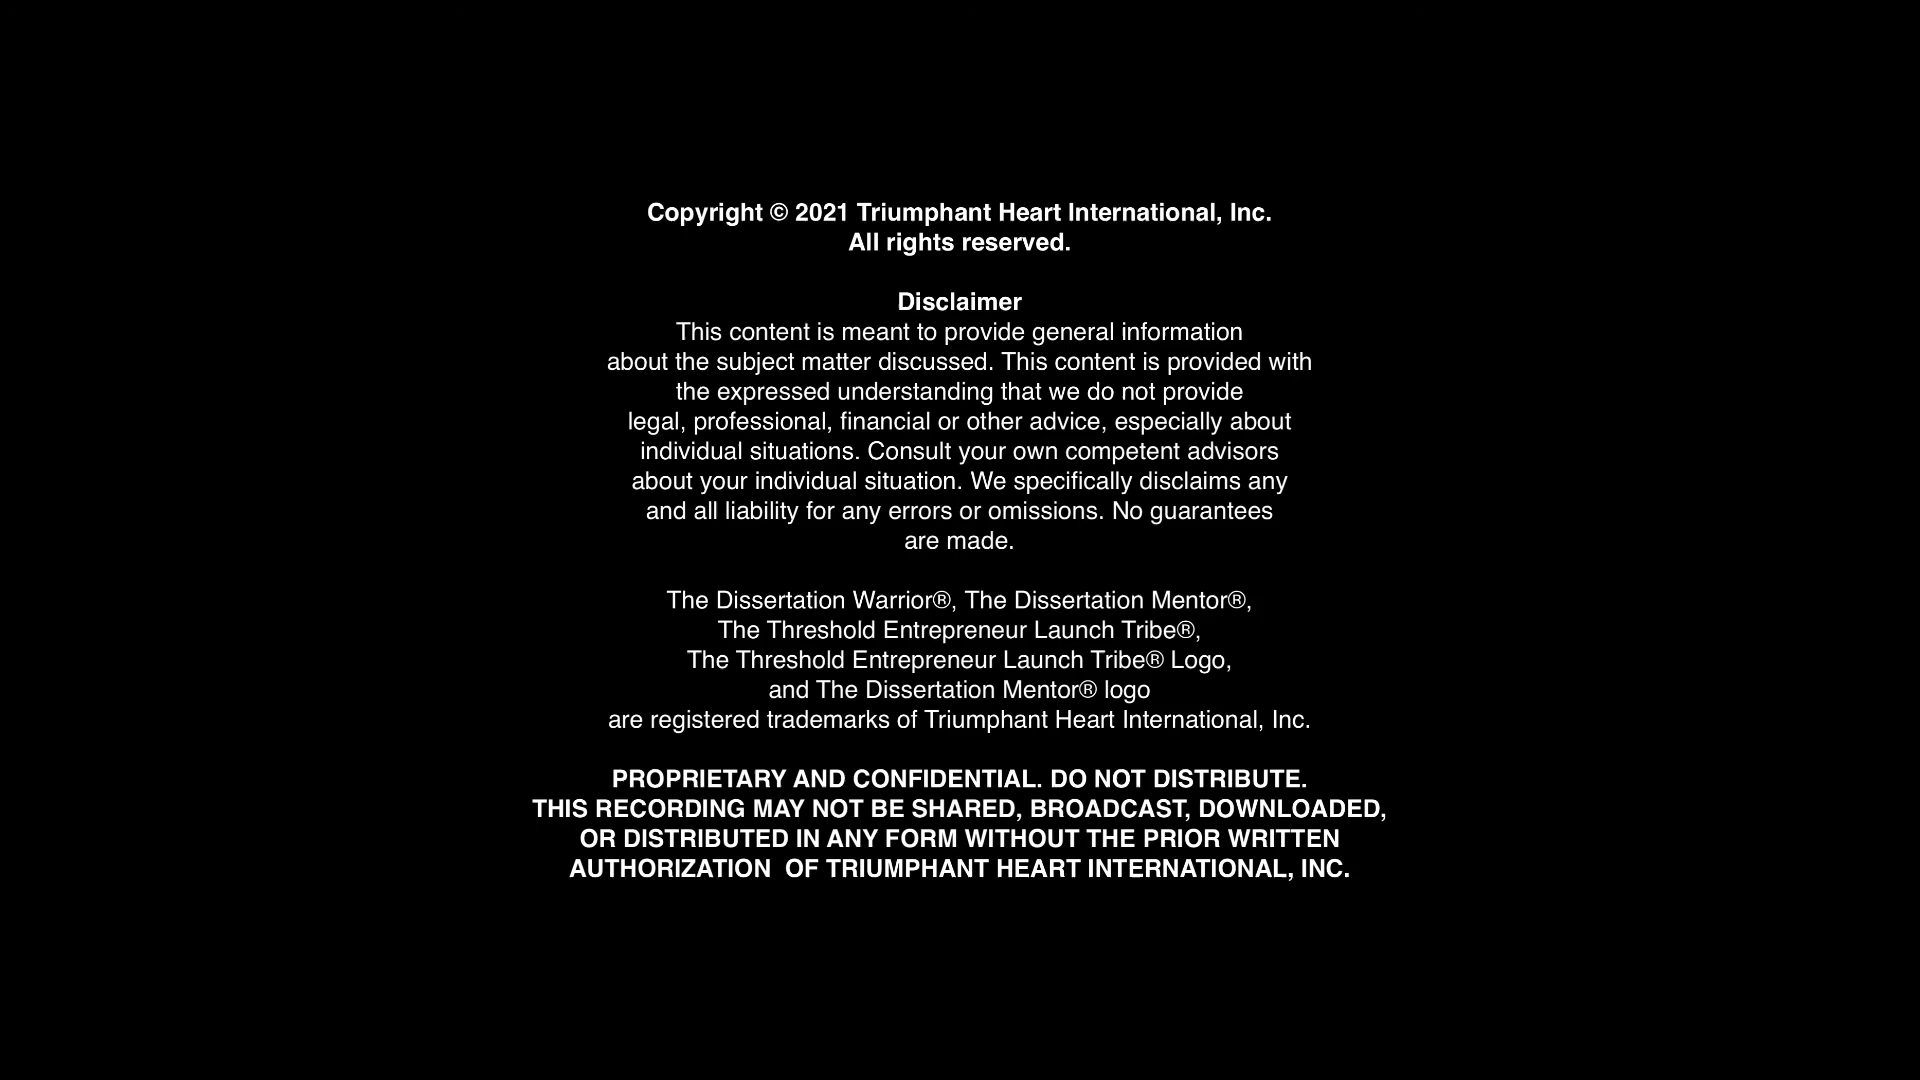 Copyright © 2021 Triumphant Heart International, Inc.
All rights reserved.
Disclaimer
This content is meant to provide general information
about the subject matter discussed. This content is provided with
the expressed understanding that we do not provide
legal, professional, financial or other advice, especially about
individual situations. Consult your own competent advisors
about your individual situation. We specifically disclaims any
and all liability for any errors or omissions. No guarantees
are made.
The Dissertation Warrior®, The Dissertation Mentor®,
The Threshold Entrepreneur Launch Tribe®,
The Threshold Entrepreneur Launch Tribe® Logo,
and The Dissertation Mentor® logo
are registered trademarks of Triumphant Heart International, Inc.
PROPRIETARY AND CONFIDENTIAL. DO NOT DISTRIBUTE.
THIS RECORDING MAY NOT BE SHARED, BROADCAST, DOWNLOADED,
OR DISTRIBUTED IN ANY FORM WITHOUT THE PRIOR WRITTEN
AUTHORIZATION  OF TRIUMPHANT HEART INTERNATIONAL, INC.